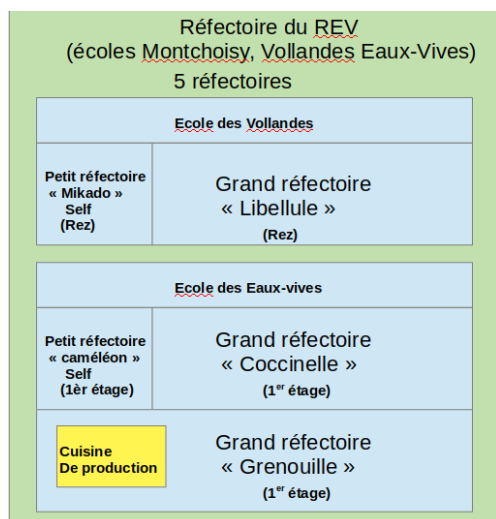 Réfectoire du REV
(écoles Montchoisy, Vollandes Eaux-Vives)
5 réfectoires
Ecole des Vollandes
Petit réfectoire
« Mikado »
Self
(Rez)
Grand réfectoire
« Libellule »
(Rez)
Ecole des Eaux-vives
Petit réfectoire
« caméléon »
Self
(1èr étage)
Grand réfectoire
« Coccinelle »
(1er étage)
Cuisine
De production
Grand réfectoire
« Grenouille »
(1er étage)